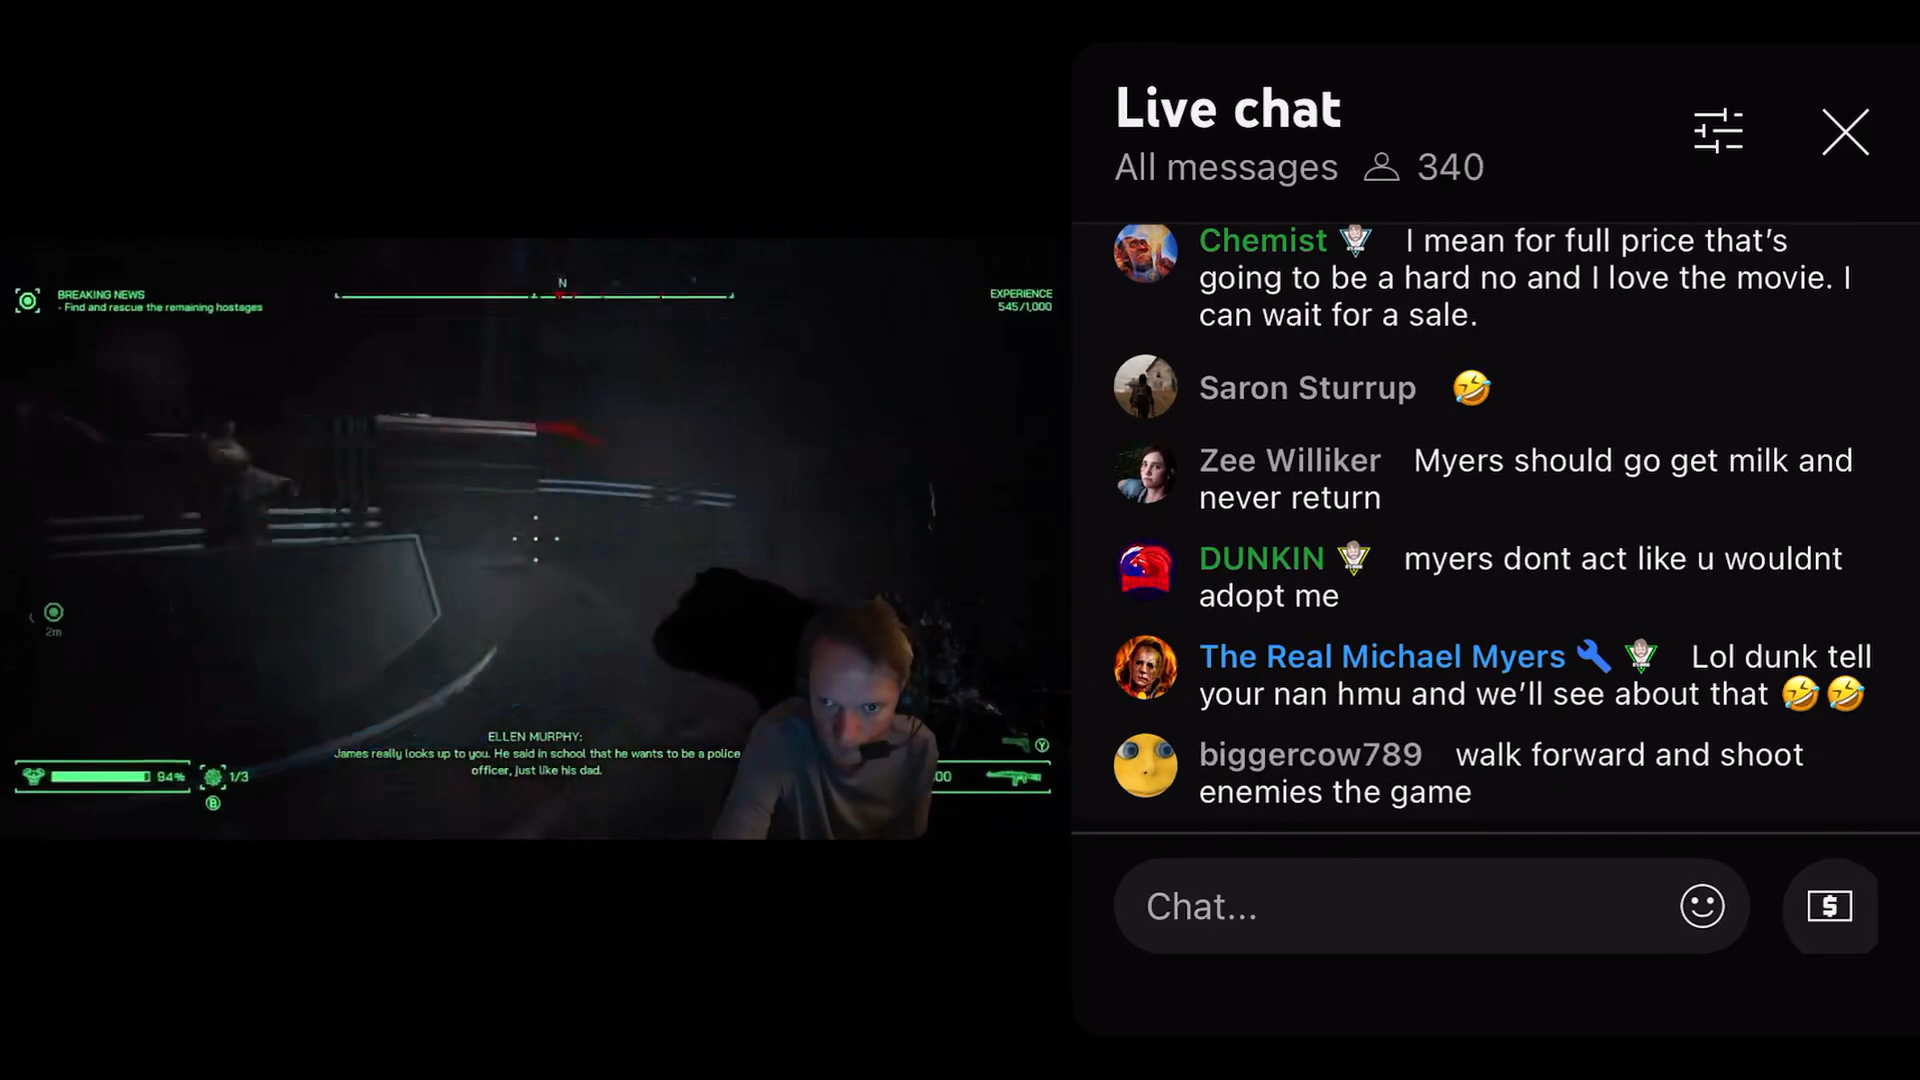 BREAKING NEWS
- Find and rescue the remaining hostages
N
EXPERIENCE
545/1,000
2m
ELLEN MURPHY:
James really looks up to you. He said in school that he wants to be a police
officer, just like his dad.
94%
1/3
B
Y
00
Live chat
All messages 340
Chemist I mean for full price that's
going to be a hard no and I love the movie. I
can wait for a sale.
Saron Sturrup 🤣
Zee Williker Myers should go get milk and
never return
DUNKIN myers dont act like u wouldnt
adopt me
The Real Michael Myers Lol dunk tell
your nan hmu and we'll see about that 🤣🤣
biggercow789 walk forward and shoot
enemies the game
Chat...
$